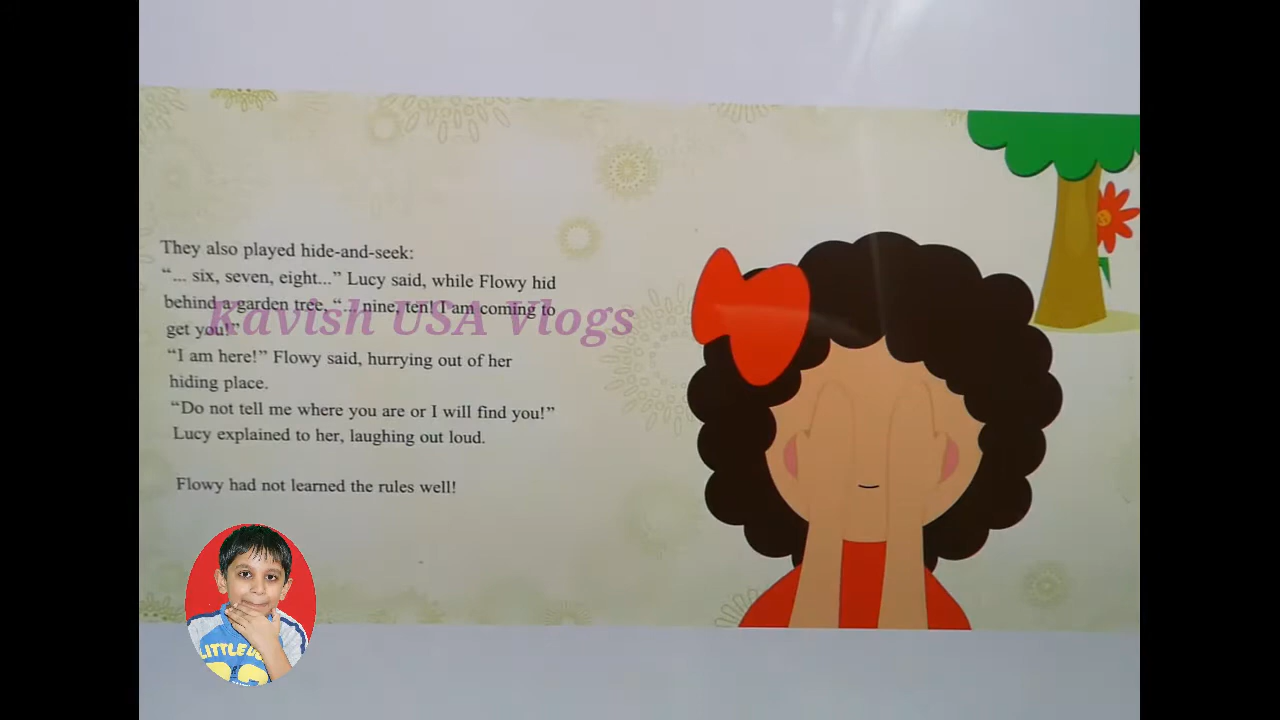 They also played hide-and-seek:
“... six, seven, eight...” Lucy said, while Flowy hid
behind a garden tree, “... nine, ten! I am coming to
get you!”
Kavish USA Vlogs
“I am here!” Flowy said, hurrying out of her
hiding place.
“Do not tell me where you are or I will find you!”
Lucy explained to her, laughing out loud.
Flowy had not learned the rules well!